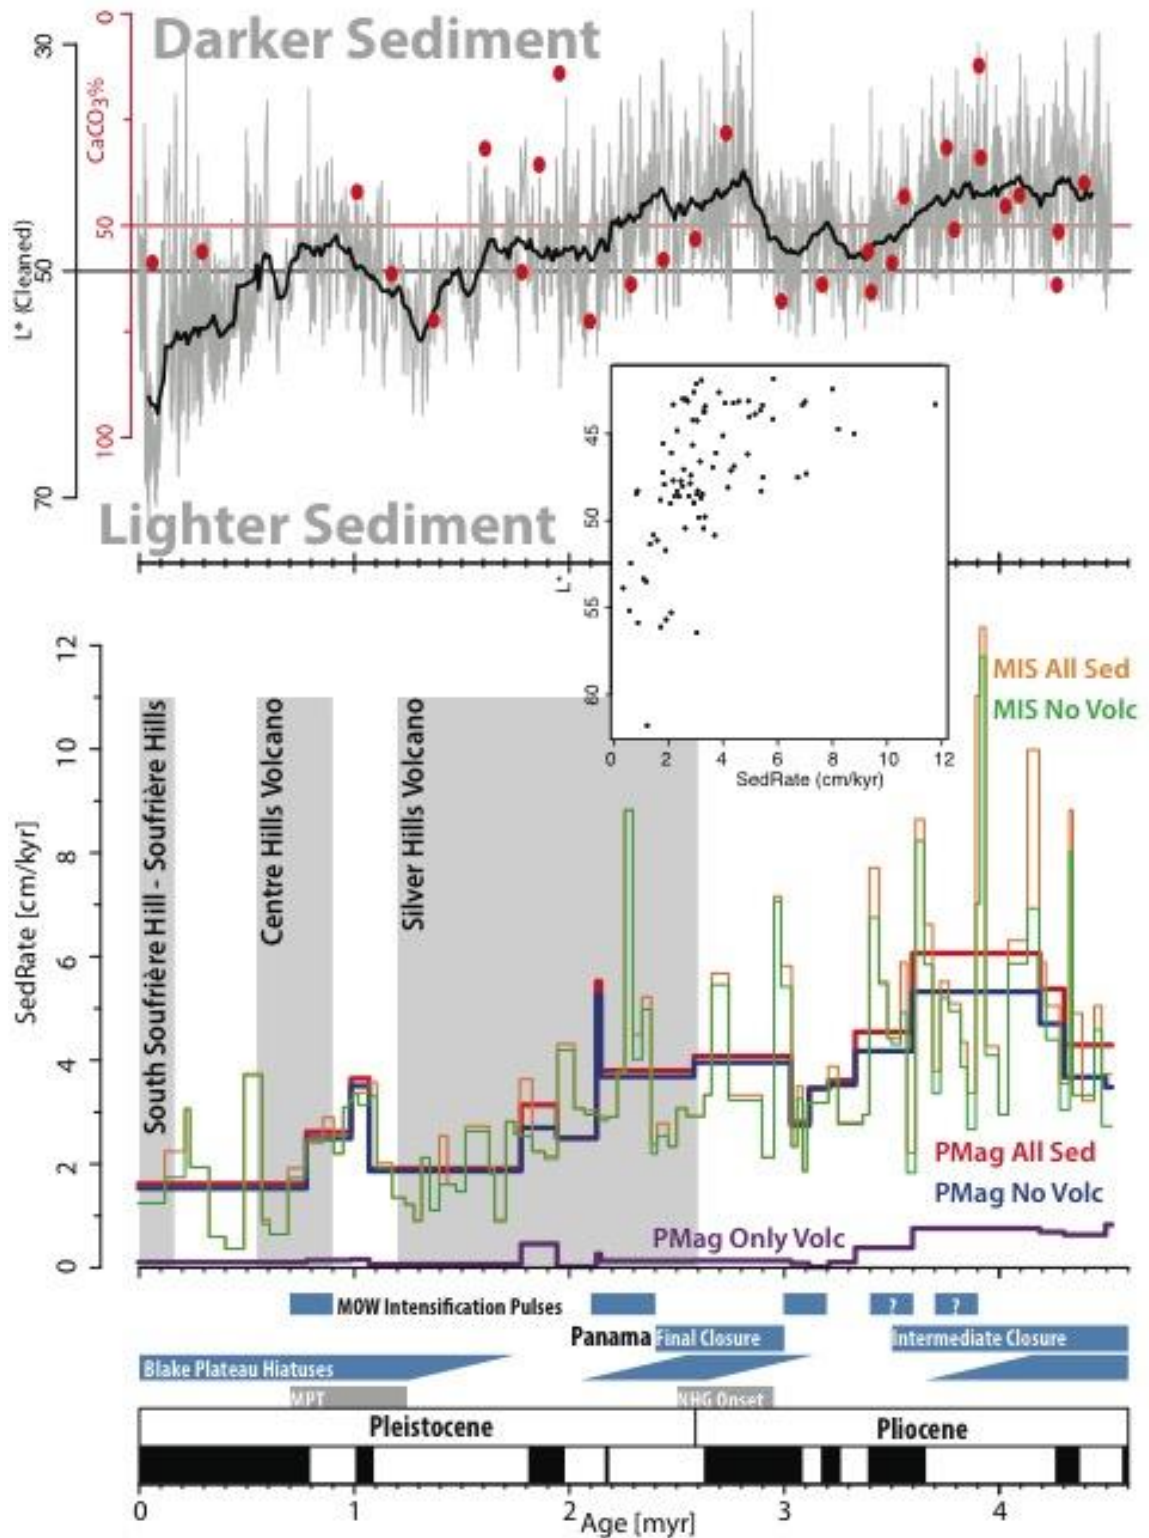 Darker Sediment
0
30
CaCO3%
50
50
L* (Cleaned)
100
70
Lighter Sediment
45
50
55
60
L*
0 2 4 6 8 10 12
SedRate (cm/kyr)
12
10
8
6
4
2
0
SedRate [cm/kyr]
South Soufrière Hill - Soufrière Hills
Centre Hills Volcano
Silver Hills Volcano
MIS All Sed
MIS No Volc
PMag All Sed
PMag No Volc
PMag Only Volc
MOW Intensification Pulses ? ?
Panama Final Closure Intermediate Closure
Blake Plateau Hiatuses
MPT NHG Onset
Pleistocene Pliocene
0 1 2 3 4
Age [myr]